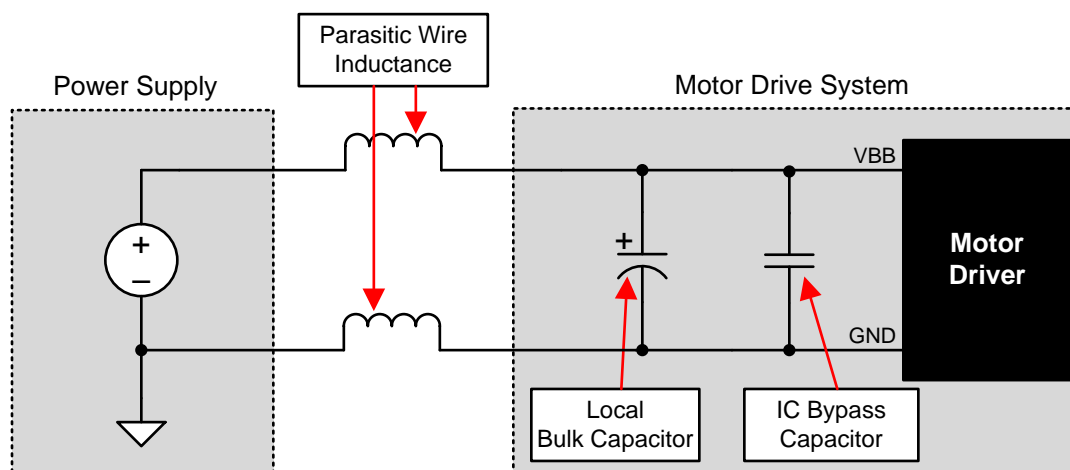 Parasitic Wire
Inductance
Power Supply
Motor Drive System
VBB
+
–
+
Motor
Driver
GND
Local
Bulk Capacitor
IC Bypass
Capacitor